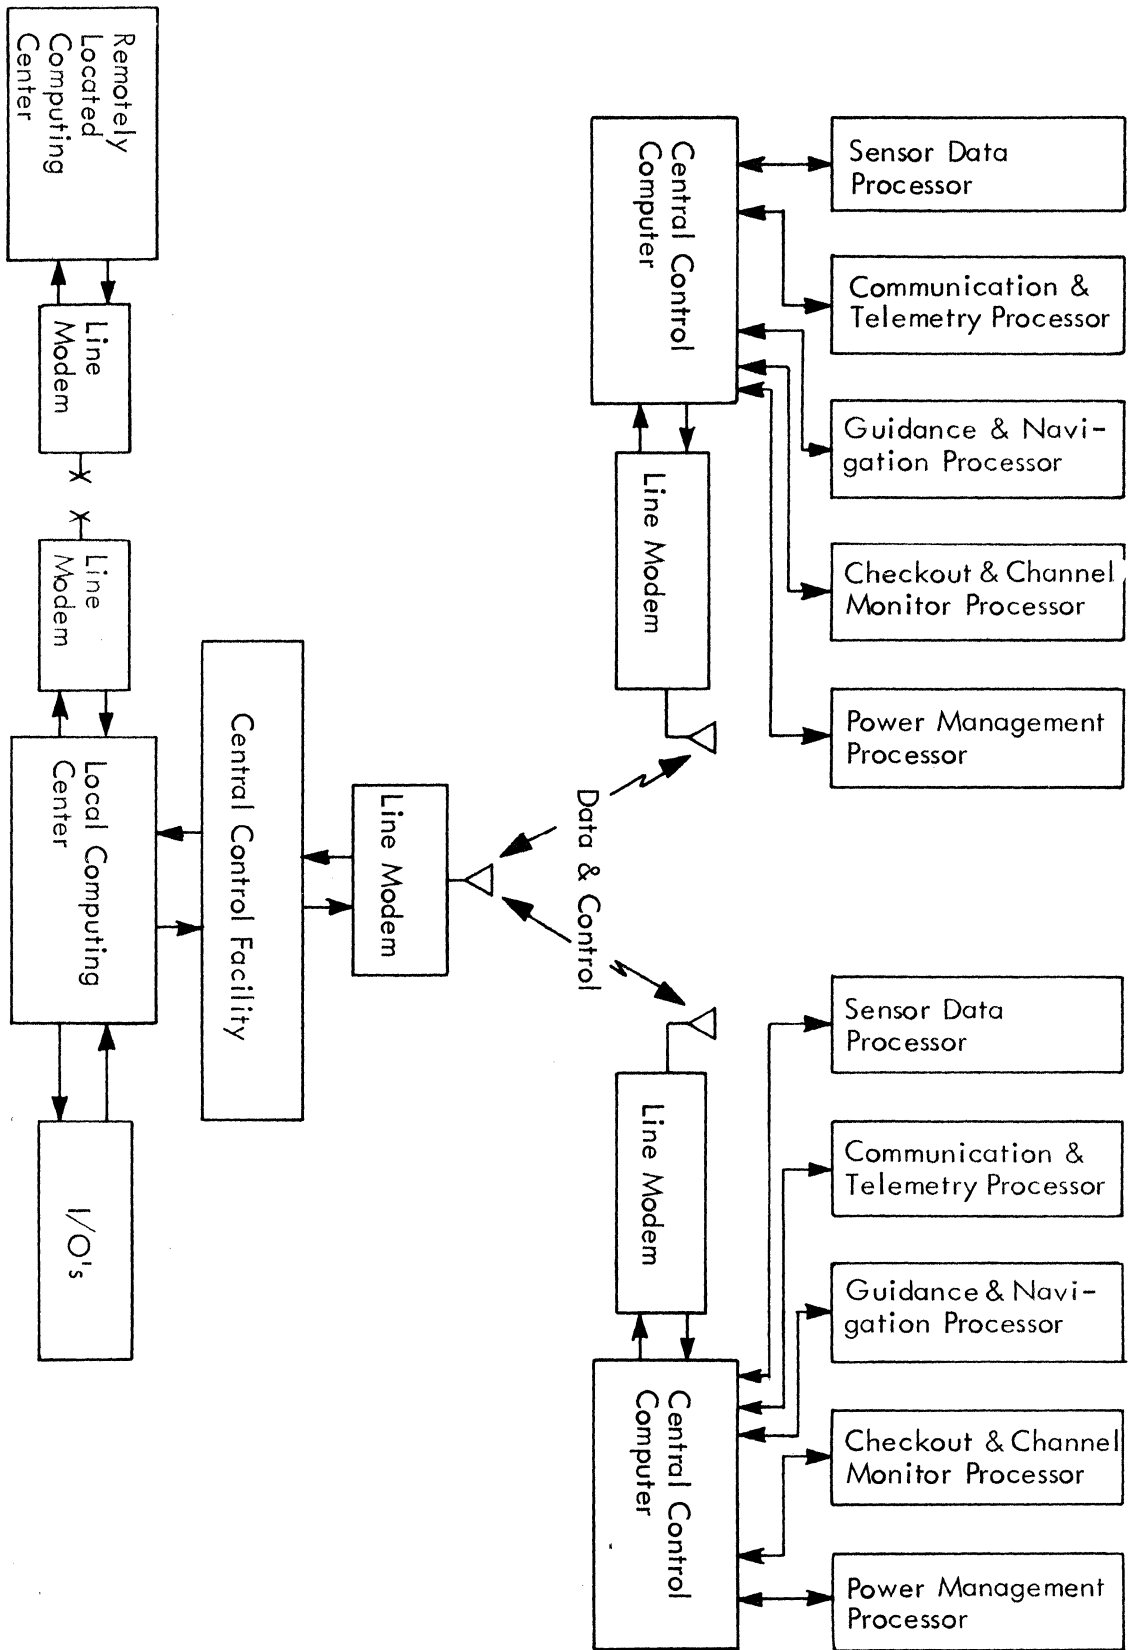 Remotely
Located
Computing
Center
Line
Modem
Line
Modem
Local Computing
Center
I/O's
Central Control Facility
Line Modem
Data & Control
Central Control
Computer
Line Modem
Sensor Data
Processor
Communication &
Telemetry Processor
Guidance & Navi-
gation Processor
Checkout & Channel
Monitor Processor
Power Management
Processor
Line Modem
Central Control
Computer
Sensor Data
Processor
Communication &
Telemetry Processor
Guidance & Navi-
gation Processor
Checkout & Channel
Monitor Processor
Power Management
Processor